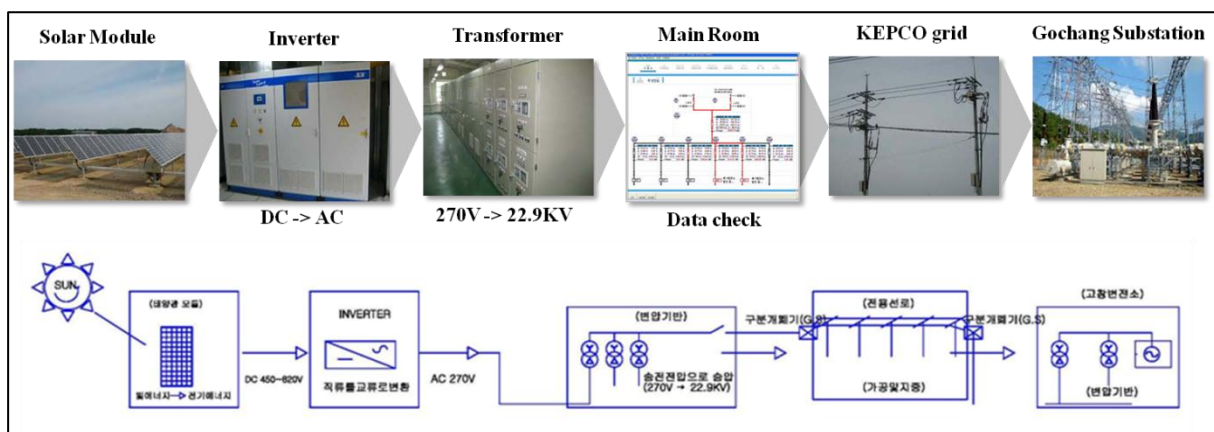 Solar Module
Inverter
Transformer
Main Room
KEPCO grid
Gochang Substation
DC -> AC
270V -> 22.9KV
Data check
SUN
(태양광 모듈)
빛에너지 → 전기에너지
DC 450~820V
INVERTER
직류를교류로변환
AC 270V
(변압기반)
송전전압으로 승압
(270V → 22.9KV)
구분개폐기(G.S)
(전용선로)
(가공및지중)
구분개폐기(G.S)
(고창변전소)
(변압기반)